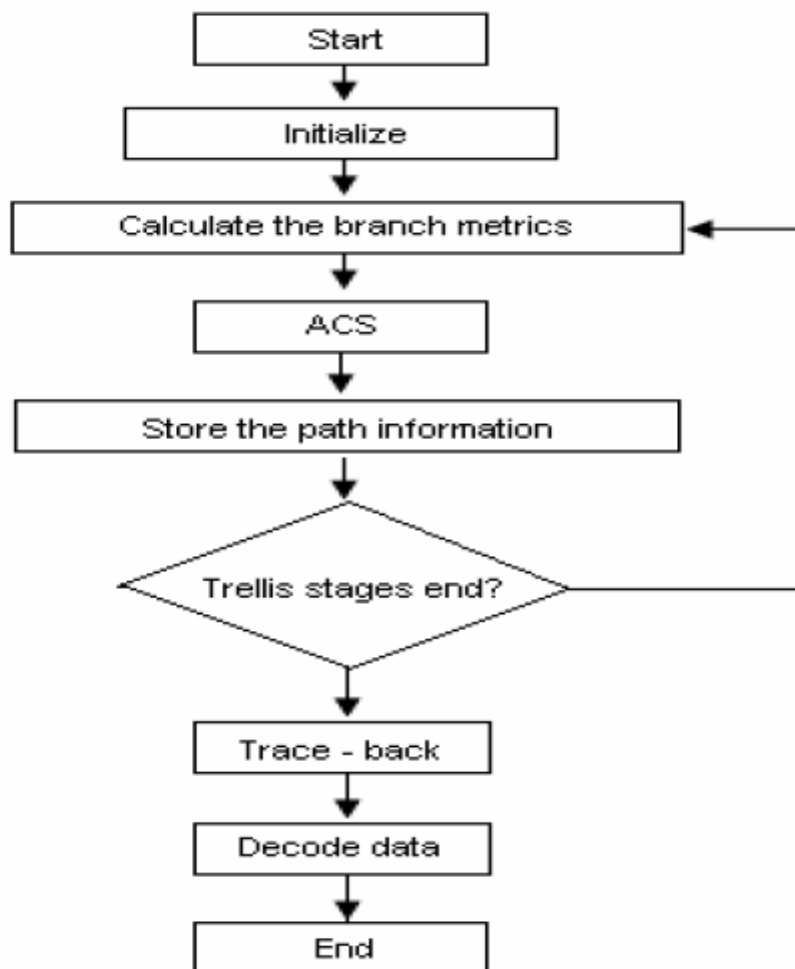 Start
Initialize
Calculate the branch metrics
ACS
Store the path information
Trellis stages end?
Trace - back
Decode data
End